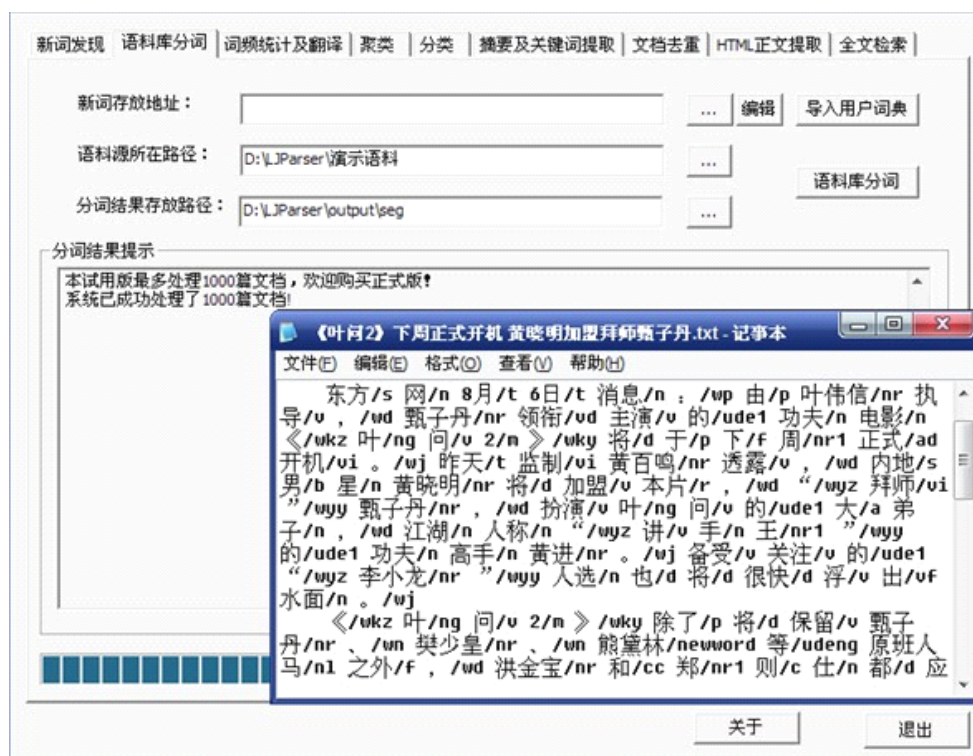 新词发现 语料库分词 词频统计及翻译 聚类 分类 摘要及关键词提取 文档去重 HTML正文提取 全文检索
新词存放地址： ... 编辑 导入用户词典
语料源所在路径： D:\LJParser\演示语料 ...
语料库分词
分词结果存放路径： D:\LJParser\output\seg ...
分词结果提示
本试用版最多处理1000篇文档，欢迎购买正式版！
系统已成功处理了1000篇文档!
《叶问2》下周正式开机 黄晓明加盟拜师甄子丹.txt - 记事本
文件(F) 编辑(E) 格式(O) 查看(V) 帮助(H)
东方/s 网/n 8月/t 6日/t 消息/n ：/wp 由/p 叶伟信/nr 执
导/v ，/wd 甄子丹/nr 领衔/vd 主演/v 的/ude1 功夫/n 电影/n
《/wkz 叶/ng 问/v 2/m 》/wky 将/d 于/p 下/f 周/nr1 正式/ad
开机/vi 。/wj 昨天/t 监制/vi 黄百鸣/nr 透露/v ，/wd 内地/s
男/b 星/n 黄晓明/nr 将/d 加盟/v 本片/r ，/wd “/wyz 拜师/vi
”/wyy 甄子丹/nr ，/wd 扮演/v 叶/ng 问/v 的/ude1 大/a 弟
子/n ，/wd 江湖/n 人称/n “/wyz 讲/v 手/n 王/nr1 ”/wyy
的/ude1 功夫/n 高手/n 黄进/nr 。/wj 备受/v 关注/v 的/ude1
“/wyz 李小龙/nr ”/wyy 人选/n 也/d 将/d 很快/d 浮/v 出/vf
水面/n 。/wj
《/wkz 叶/ng 问/v 2/m 》/wky 除了/p 将/d 保留/v 甄子
丹/nr 、/wn 樊少皇/nr 、/wn 熊黛林/newword 等/udeng 原班人
马/nl 之外/f ，/wd 洪金宝/nr 和/cc 郑/nr1 则/c 仕/n 都/d 应
关于 退出